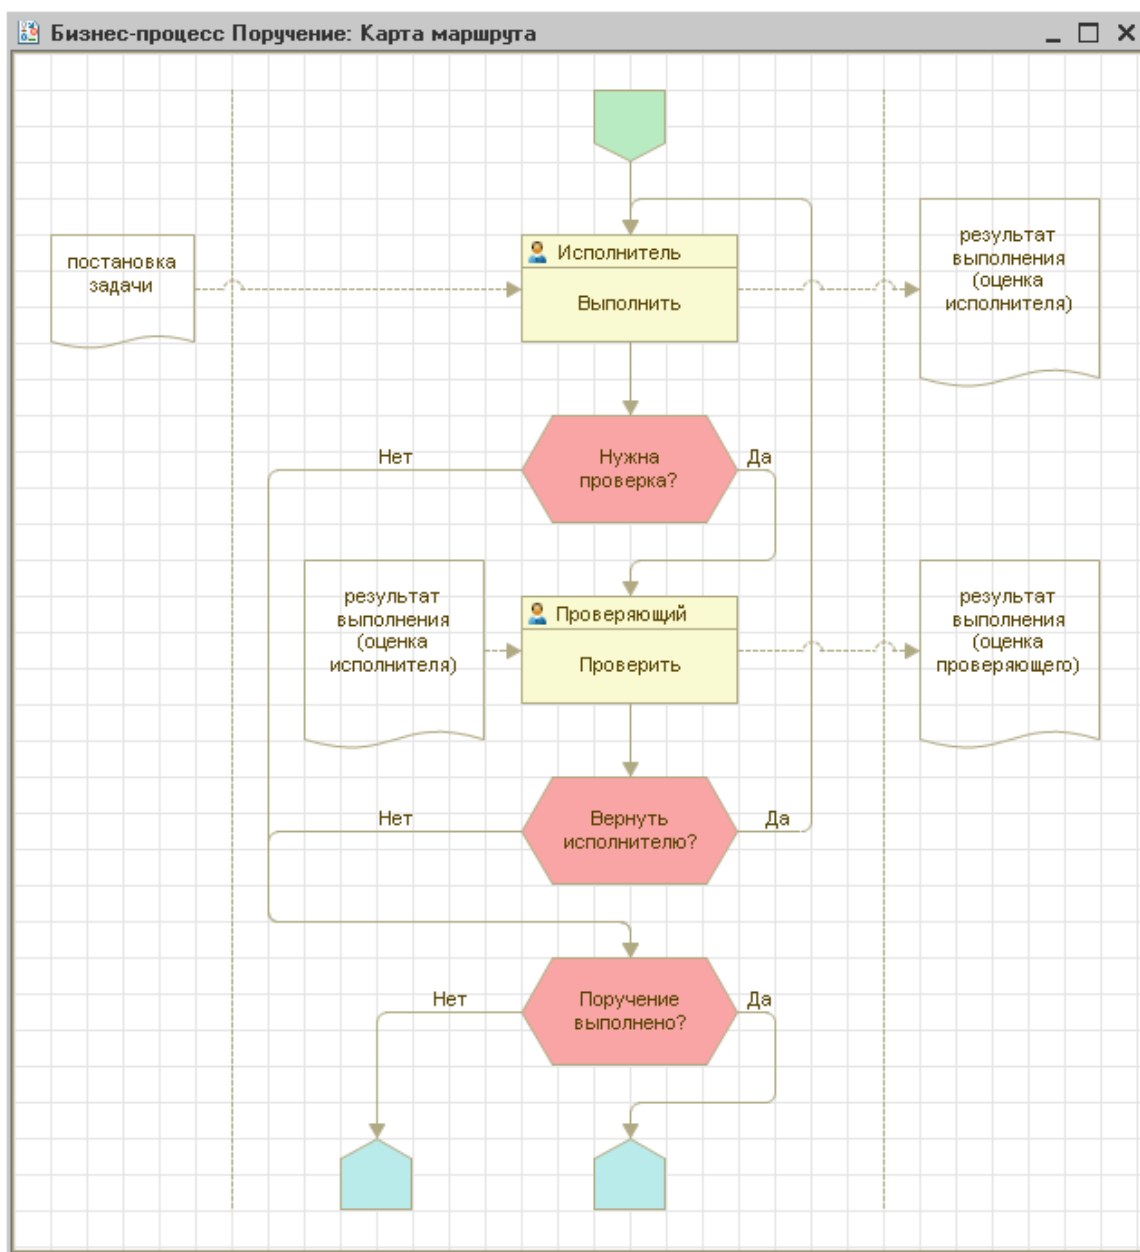 Бизнес-процесс Поручение: Карта маршрута
постановка
задачи
Исполнитель
Выполнить
результат
выполнения
(оценка
исполнителя)
Нет
Нужна
проверка?
Да
результат
выполнения
(оценка
исполнителя)
Проверяющий
Проверить
результат
выполнения
(оценка
проверяющего)
Нет
Вернуть
исполнителю?
Да
Нет
Поручение
выполнено?
Да